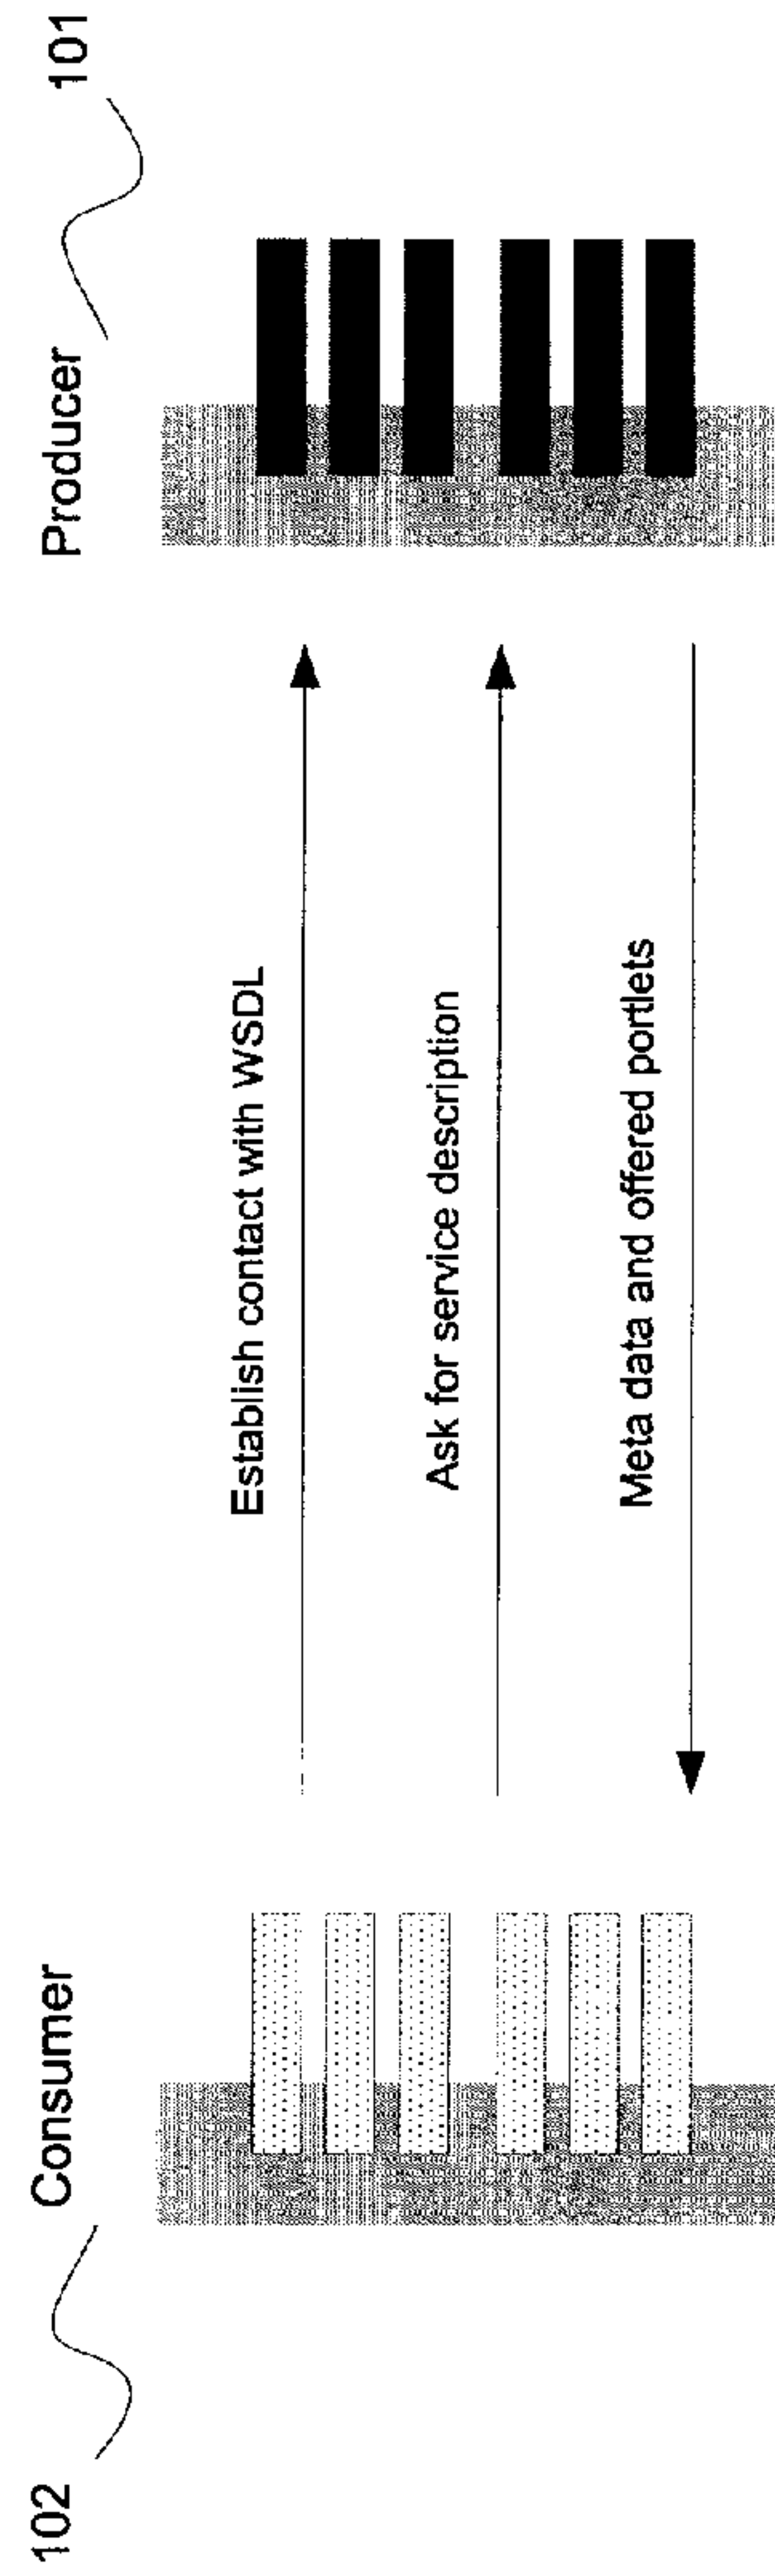 102
Consumer
Producer
101
Establish contact with WSDL
Ask for service description
Meta data and offered portlets